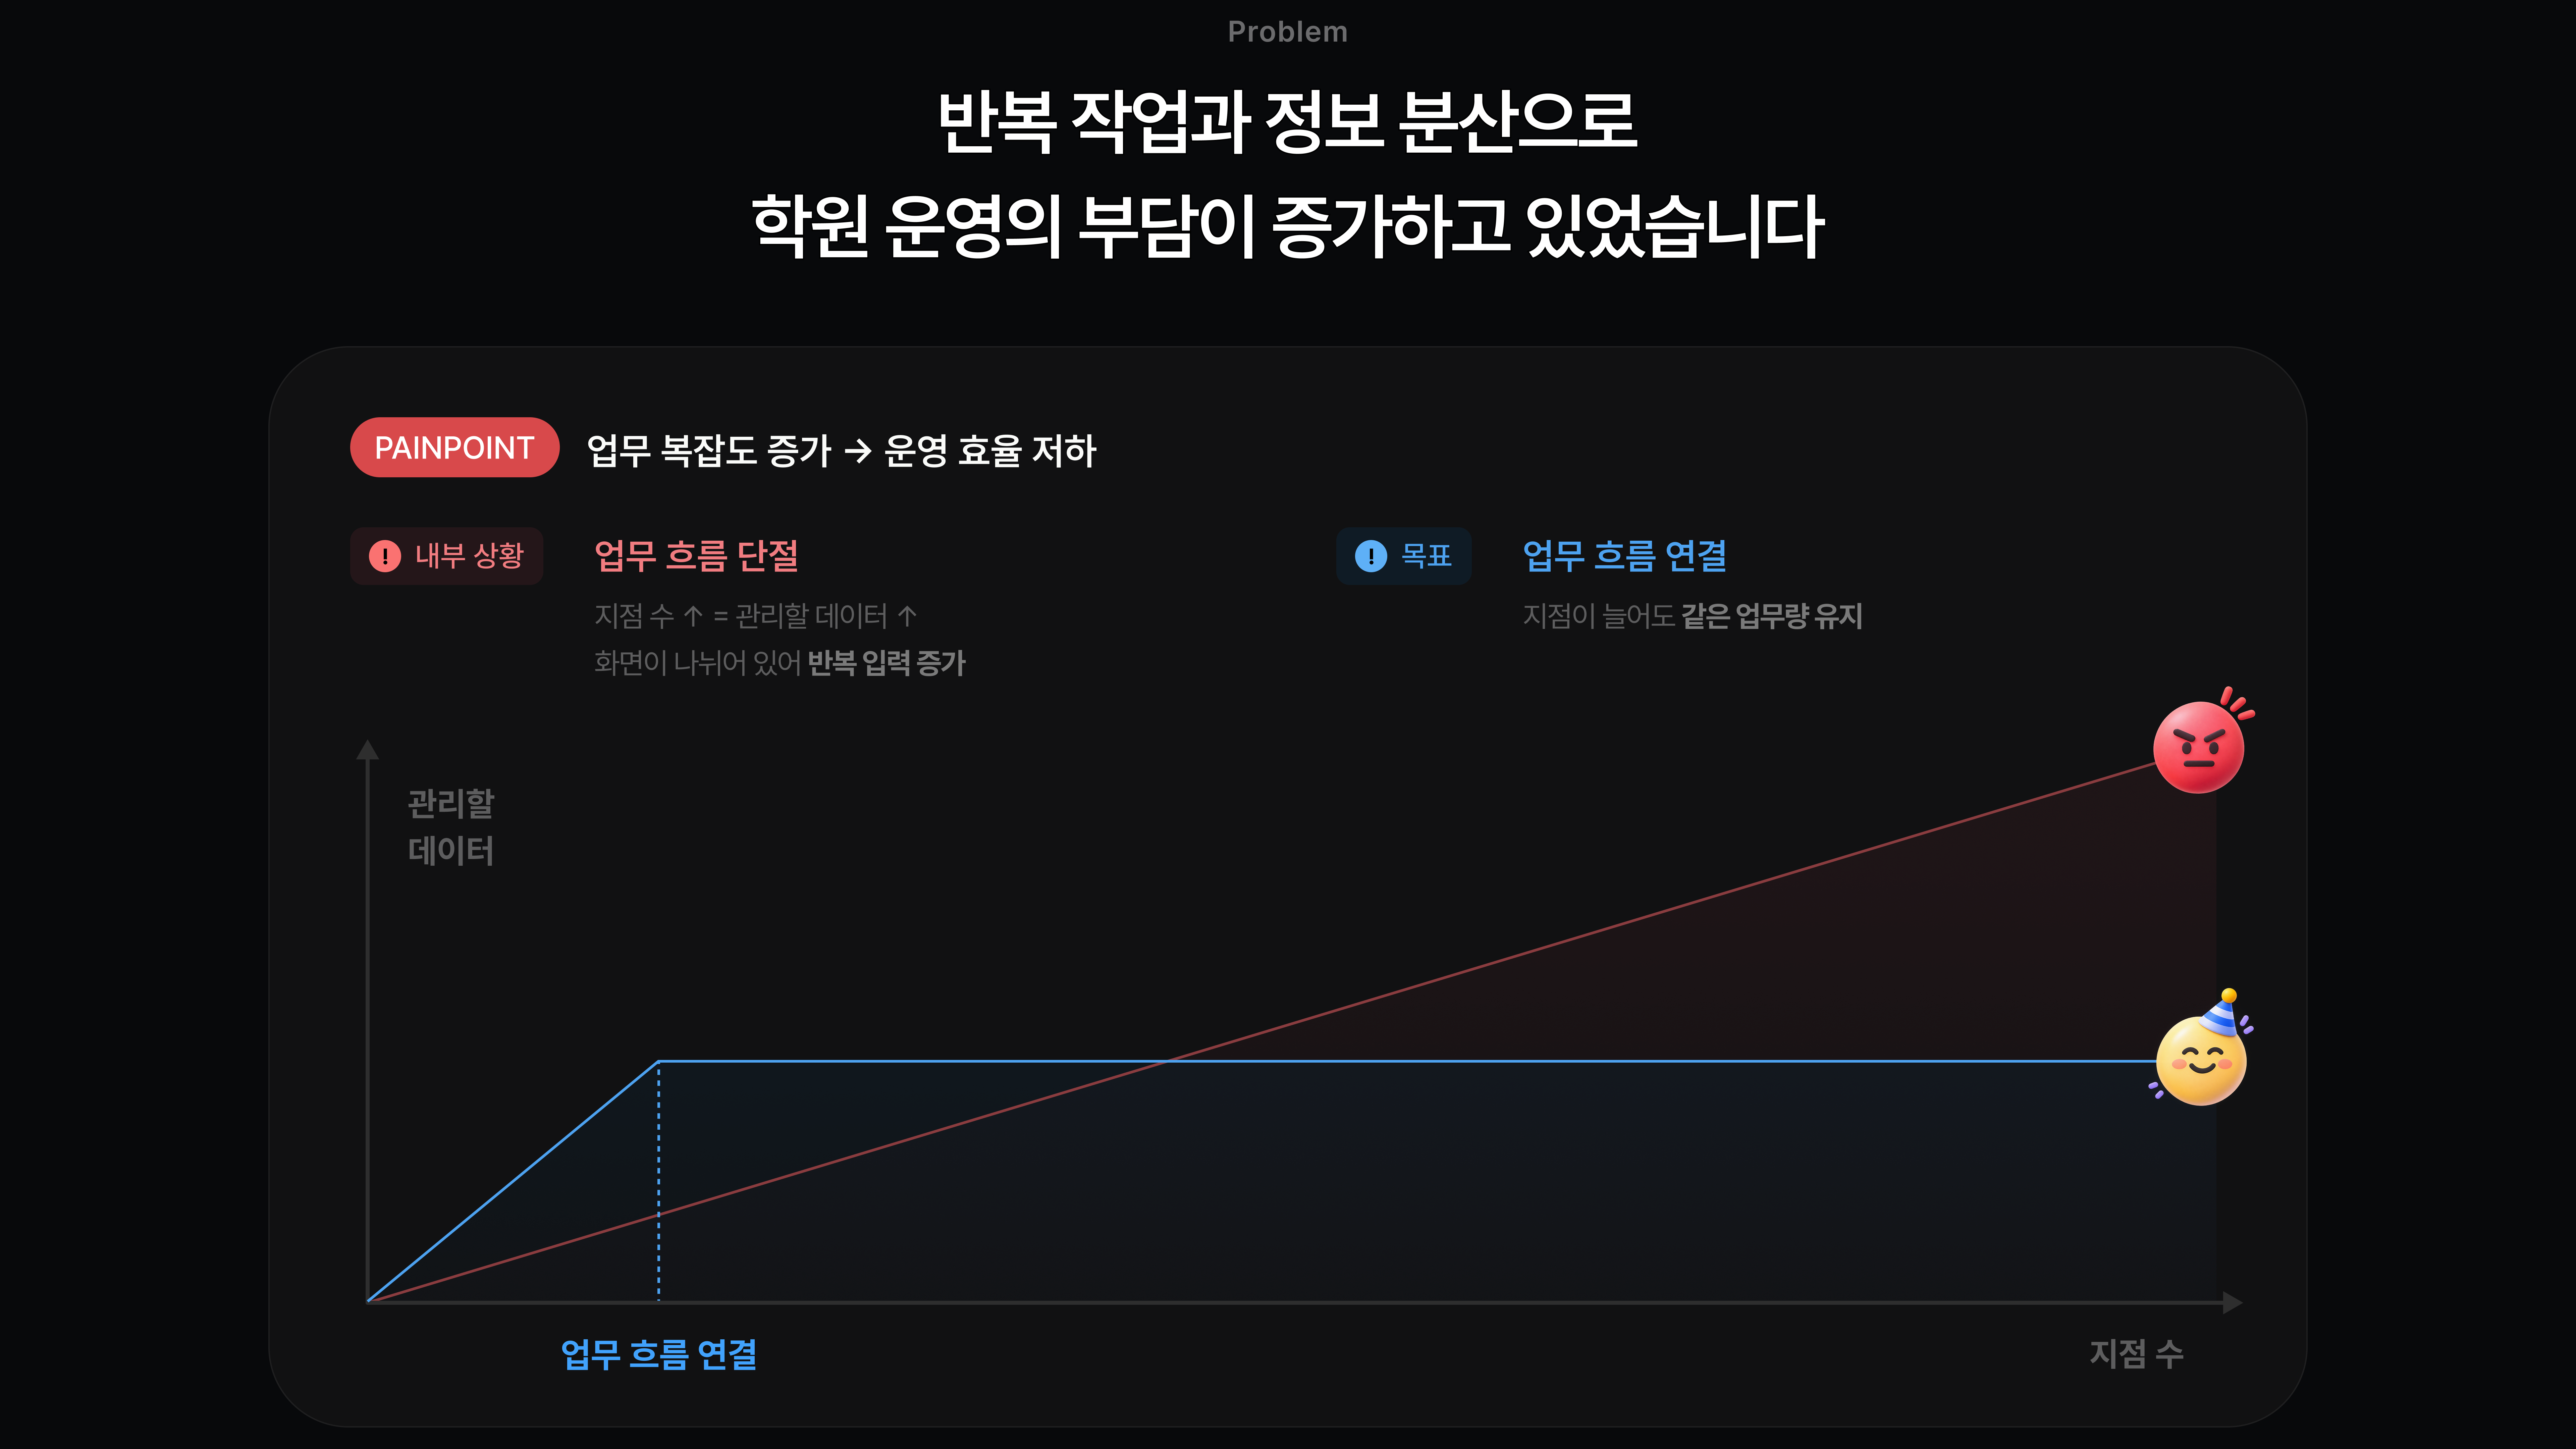 Problem
반복 작업과 정보 분산으로
학원 운영의 부담이 증가하고 있었습니다
PAINPOINT 업무 복잡도 증가 → 운영 효율 저하
! 내부 상황 업무 흐름 단절
지점 수 ↑ = 관리할 데이터 ↑
화면이 나뉘어 있어 반복 입력 증가
! 목표 업무 흐름 연결
지점이 늘어도 같은 업무량 유지
관리할
데이터
업무 흐름 연결
지점 수